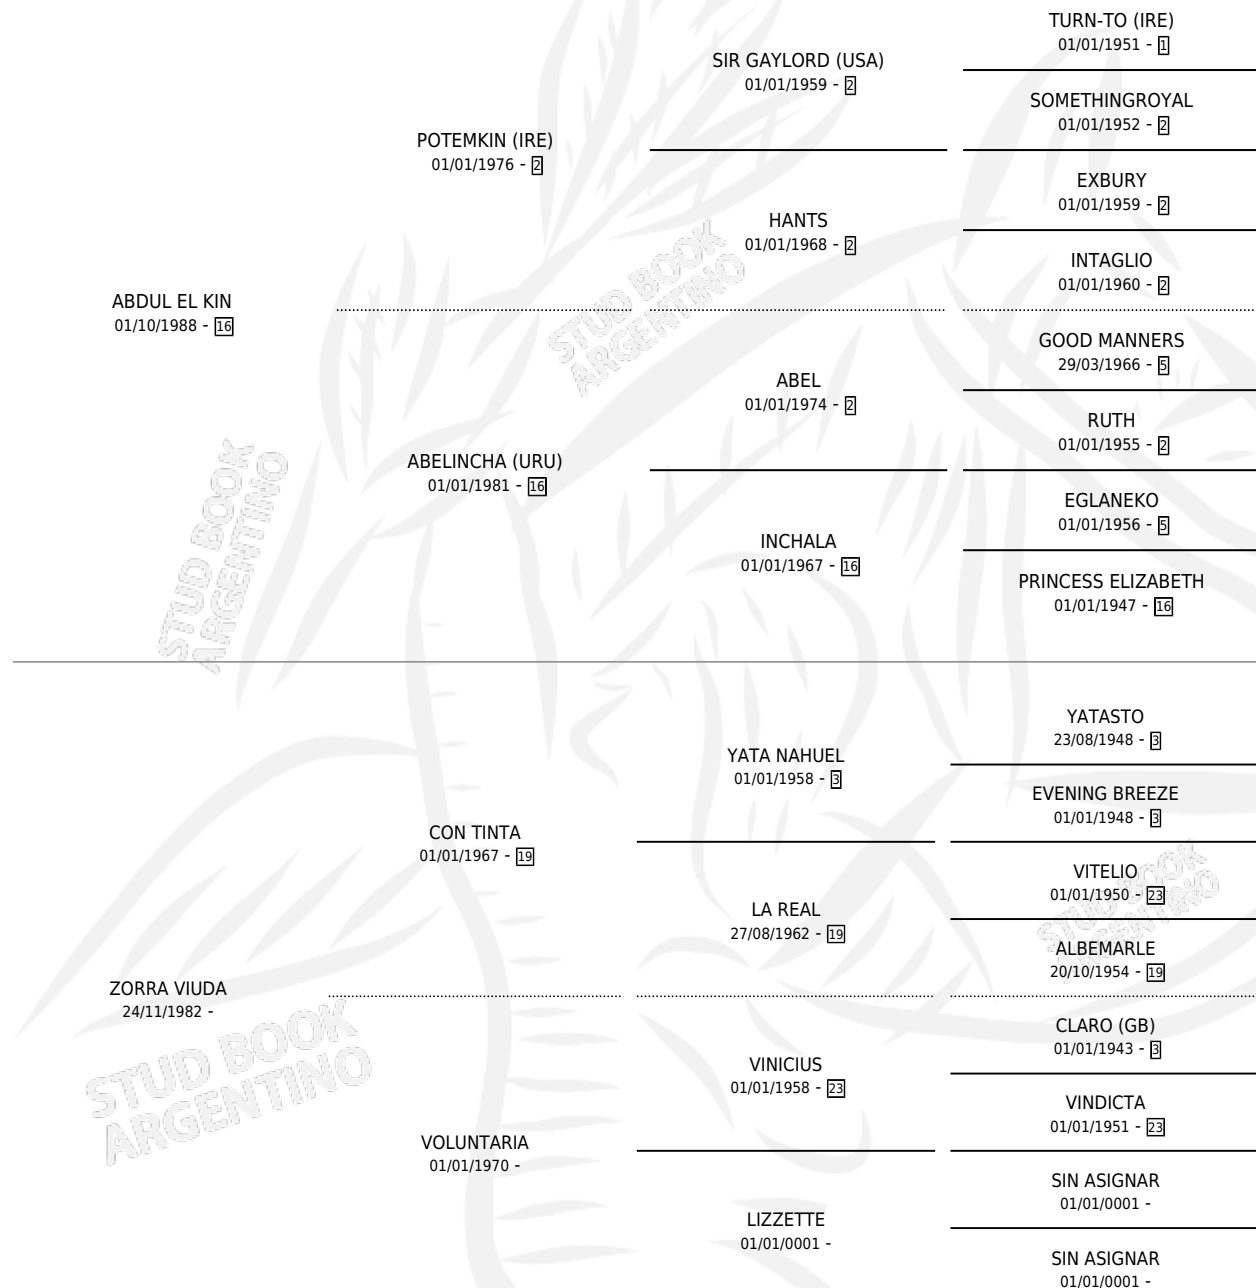 TURN-TO (IRE)
01/01/1951 - 1
SIR GAYLORD (USA)
01/01/1959 - 2
SOMETHINGROYAL
01/01/1952 - 2
POTEMKIN (IRE)
01/01/1976 - 2
EXBURY
01/01/1959 - 2
HANTS
01/01/1968 - 2
INTAGLIO
01/01/1960 - 2
ABDUL EL KIN
01/10/1988 - 16
GOOD MANNERS
29/03/1966 - 5
ABEL
01/01/1974 - 2
RUTH
01/01/1955 - 2
ABELINCHA (URU)
01/01/1981 - 16
EGLANEKO
01/01/1956 - 5
INCHALA
01/01/1967 - 16
PRINCESS ELIZABETH
01/01/1947 - 16
YATASTO
23/08/1948 - 3
YATA NAHUEL
01/01/1958 - 3
EVENING BREEZE
01/01/1948 - 3
CON TINTA
01/01/1967 - 19
VITELIO
01/01/1950 - 23
LA REAL
27/08/1962 - 19
ALBEMARLE
20/10/1954 - 19
ZORRA VIUDA
24/11/1982 -
CLARO (GB)
01/01/1943 - 3
VINICIUS
01/01/1958 - 23
VINDICTA
01/01/1951 - 23
VOLUNTARIA
01/01/1970 -
SIN ASIGNAR
01/01/0001 -
LIZZETTE
01/01/0001 -
SIN ASIGNAR
01/01/0001 -
STUD BOOK
ARGENTINO
STUD BOOK
ARGENTINO
STUD BOOK
ARGENTINO
STUD BOOK
ARGENTINO